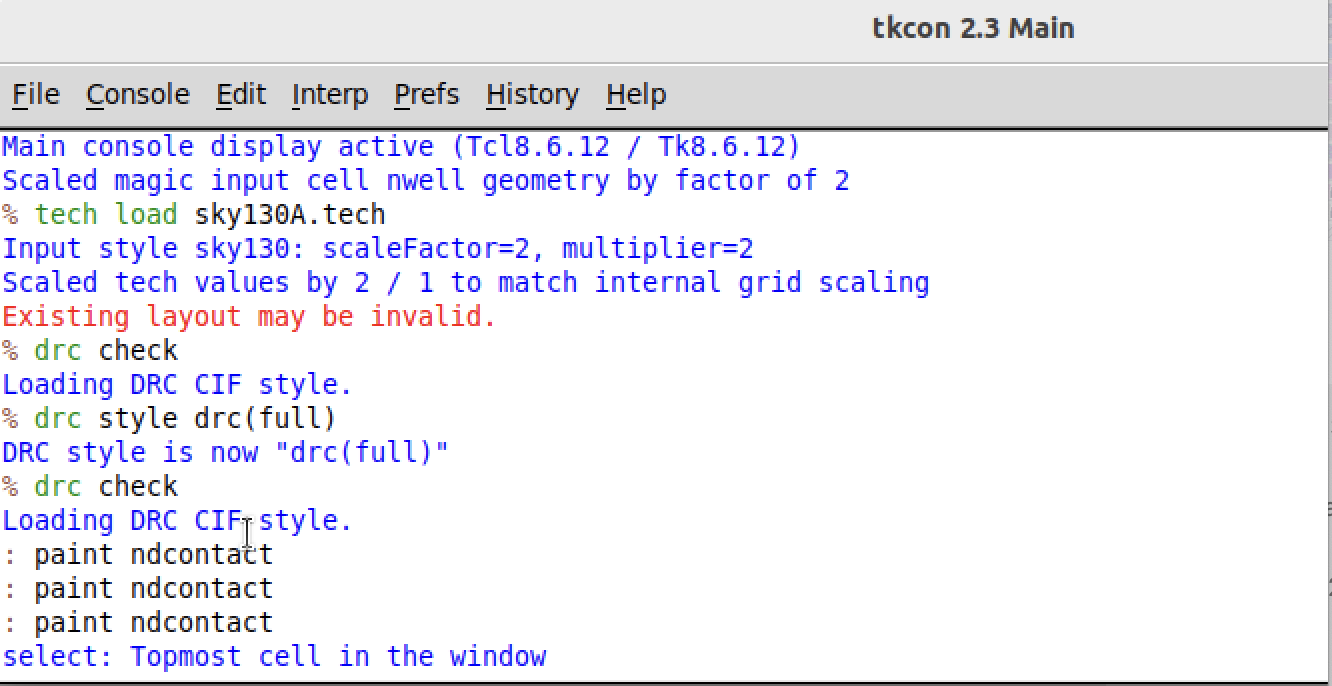 tkcon 2.3 Main
File Console Edit Interp Prefs History Help
Main console display active (Tcl8.6.12 / Tk8.6.12)
Scaled magic input cell nwell geometry by factor of 2
% tech load sky130A.tech
Input style sky130: scaleFactor=2, multiplier=2
Scaled tech values by 2 / 1 to match internal grid scaling
Existing layout may be invalid.
% drc check
Loading DRC CIF style.
% drc style drc(full)
DRC style is now "drc(full)"
% drc check
Loading DRC CIF style.
: paint ndcontact
: paint ndcontact
: paint ndcontact
select: Topmost cell in the window